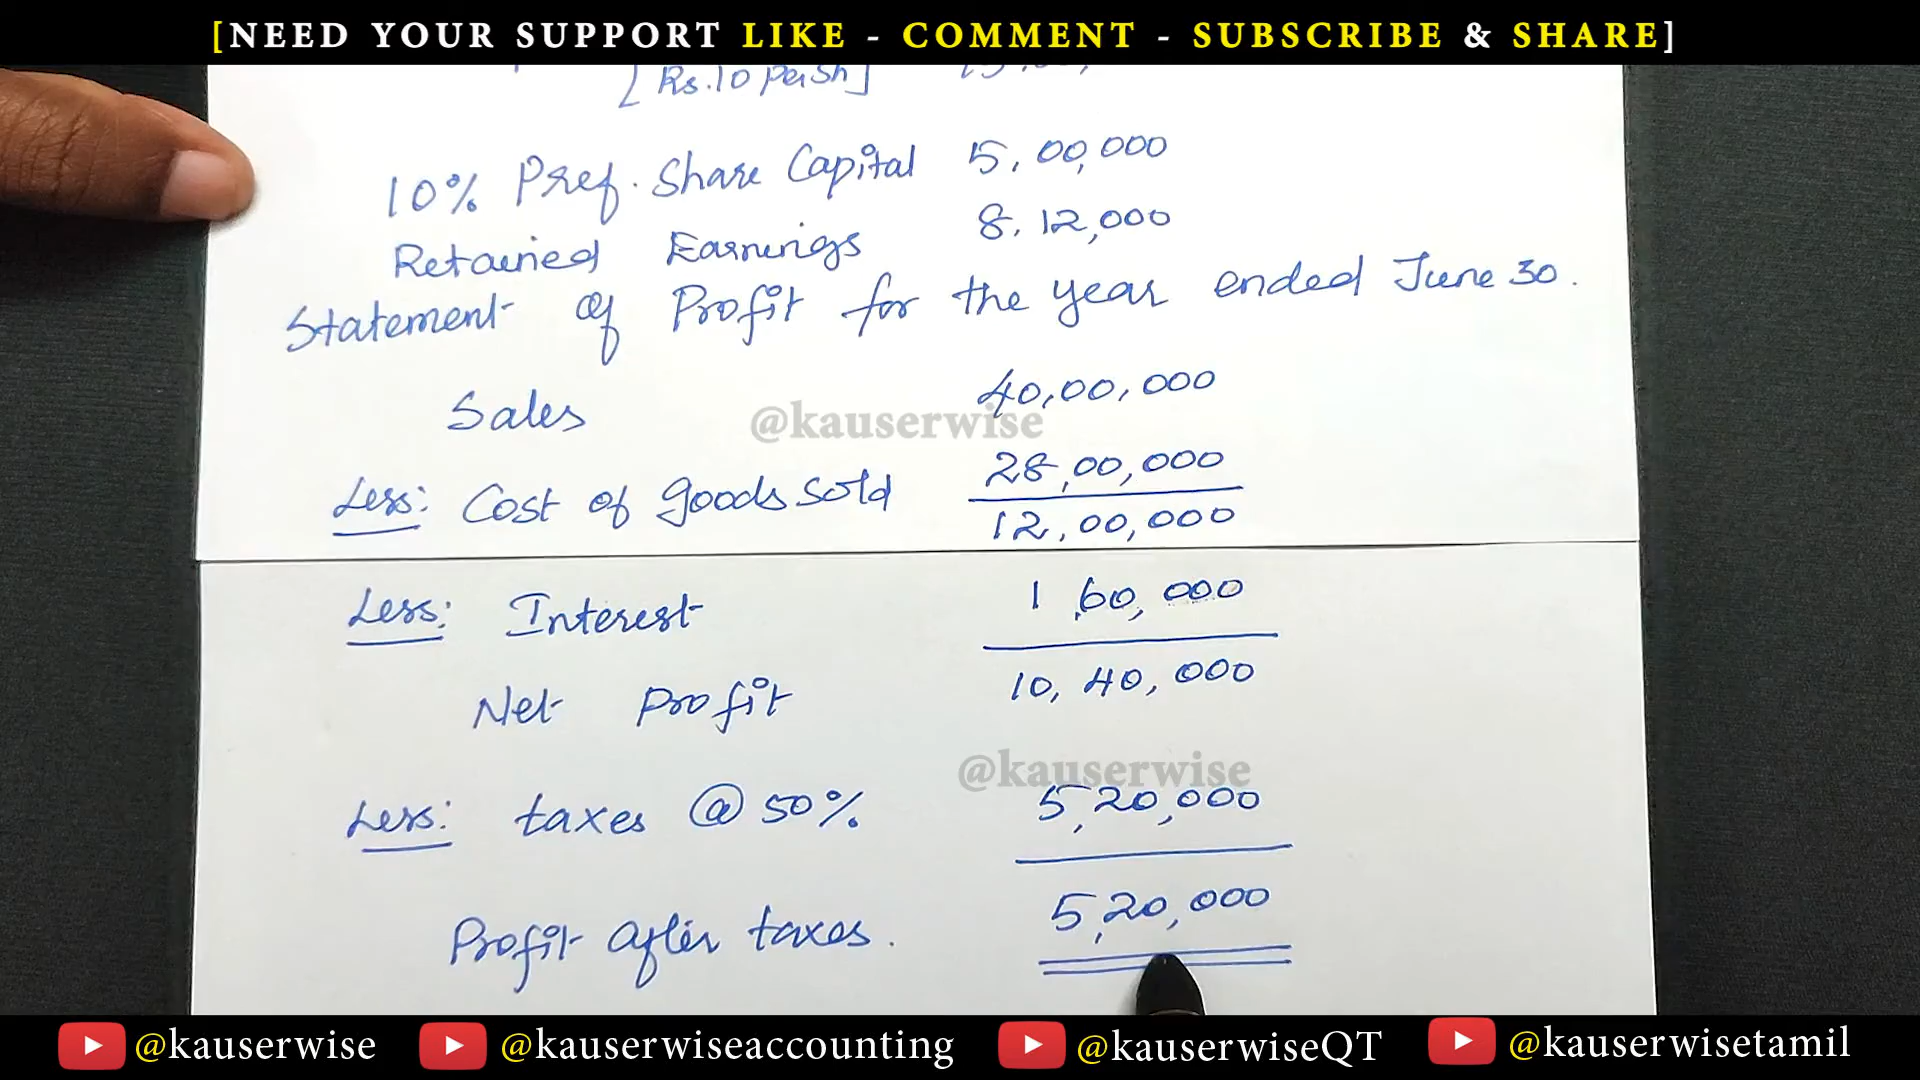 [NEED YOUR SUPPORT LIKE - COMMENT - SUBSCRIBE & SHARE]
[Rs.10 per sh]
10% Pref. Share Capital 5,00,000
Retained Earnings 8,12,000
Statement of Profit for the year ended June 30.
Sales 40,00,000
@kauserwise
Less: Cost of goods sold 28,00,000
12,00,000
Less: Interest 1,60,000
Net Profit 10,40,000
@kauserwise
Less: taxes @ 50% 5,20,000
Profit after taxes. 5,20,000
@kauserwise @kauserwiseaccounting @kauserwiseQT @kauserwisetamil